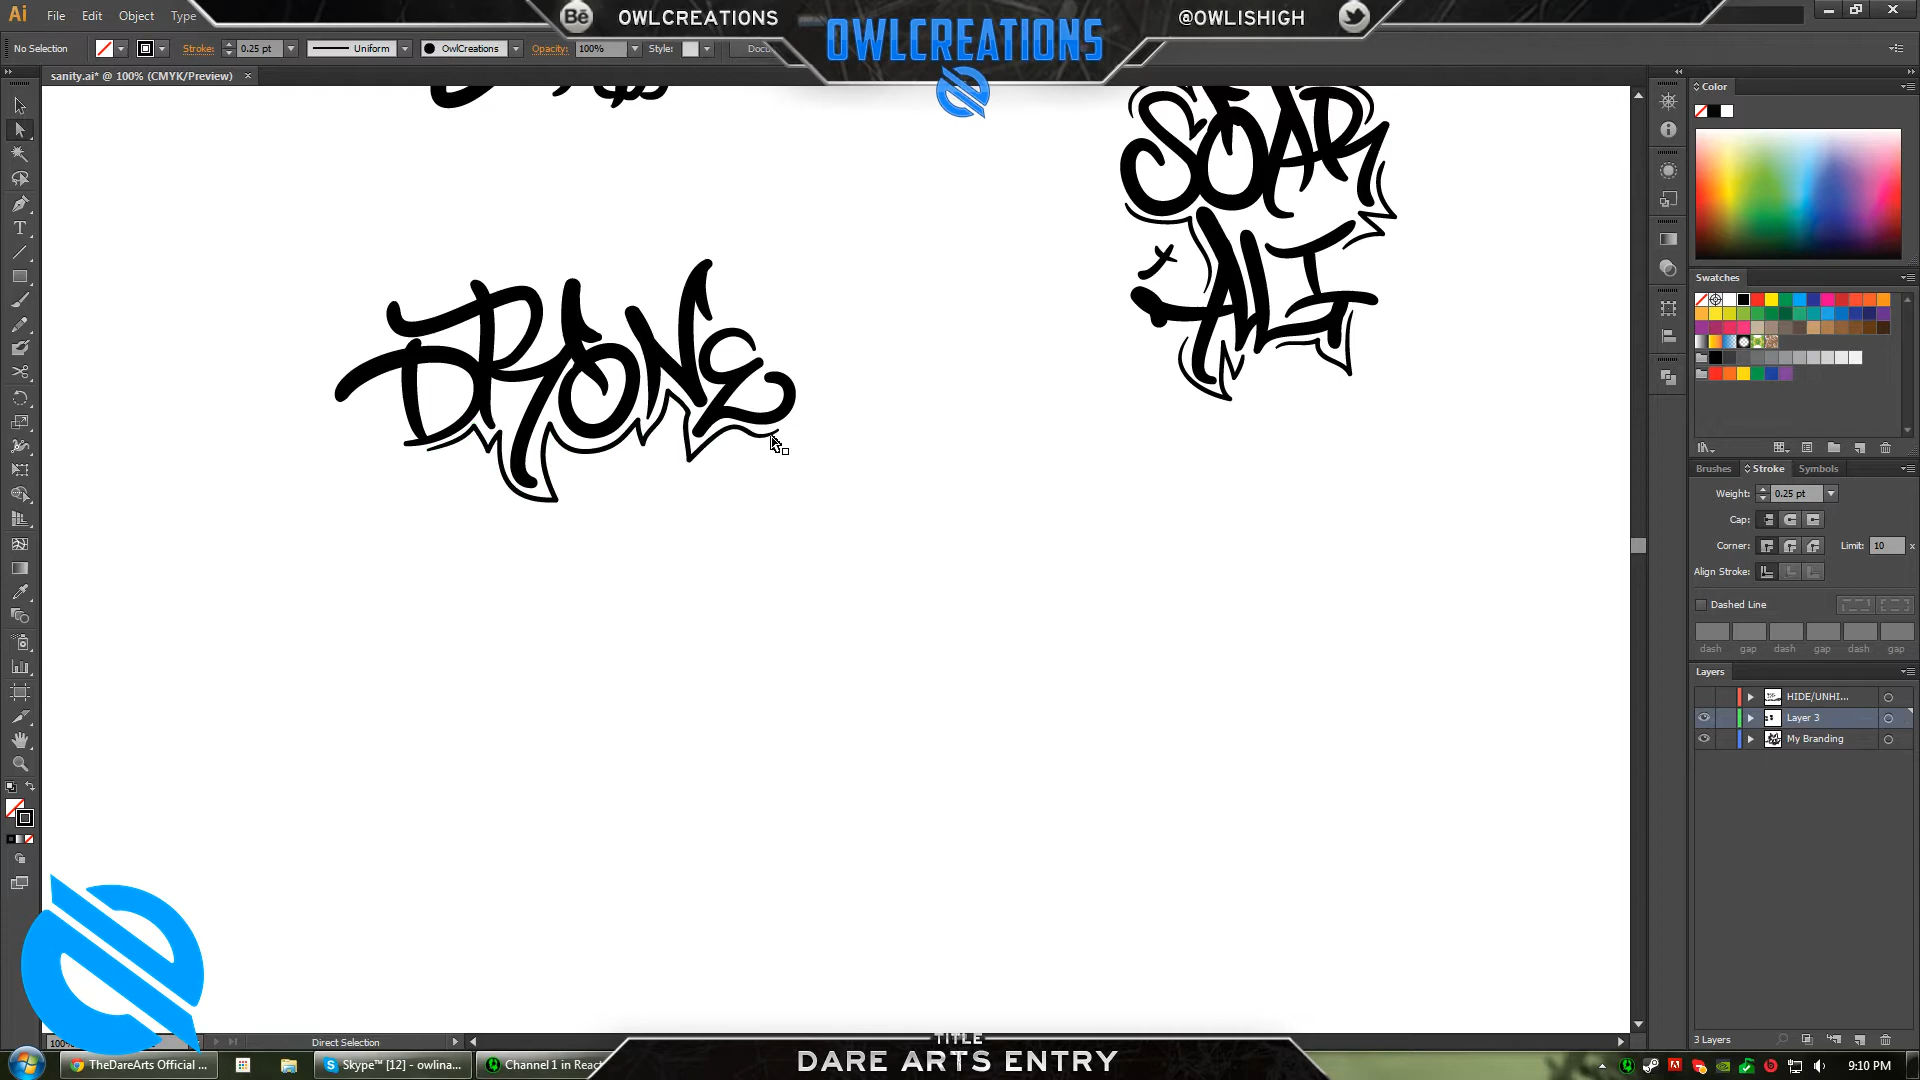 Ai File Edit Object Type
OWLCREATIONS
OWLCREATIONS
@OWLISHIGH
No Selection Stroke: 0.25 pt Uniform OwlCreations Opacity: 100% Style: Docu
sanity.ai* @ 100% (CMYK/Preview) ×
Color
SOAR
ALI
DRONE
Swatches
Brushes Stroke Symbols
Weight: 0.25 pt
Cap:
Corner: Limit: 10 x
Align Stroke:
Dashed Line
dash gap dash gap dash gap
Layers
HIDE/UNHI...
Layer 3
My Branding
3 Layers
100% Direct Selection
TITLE
DARE ARTS ENTRY
TheDareArts Official ...
Skype™ [12] - owlina...
Channel 1 in Reac
9:10 PM